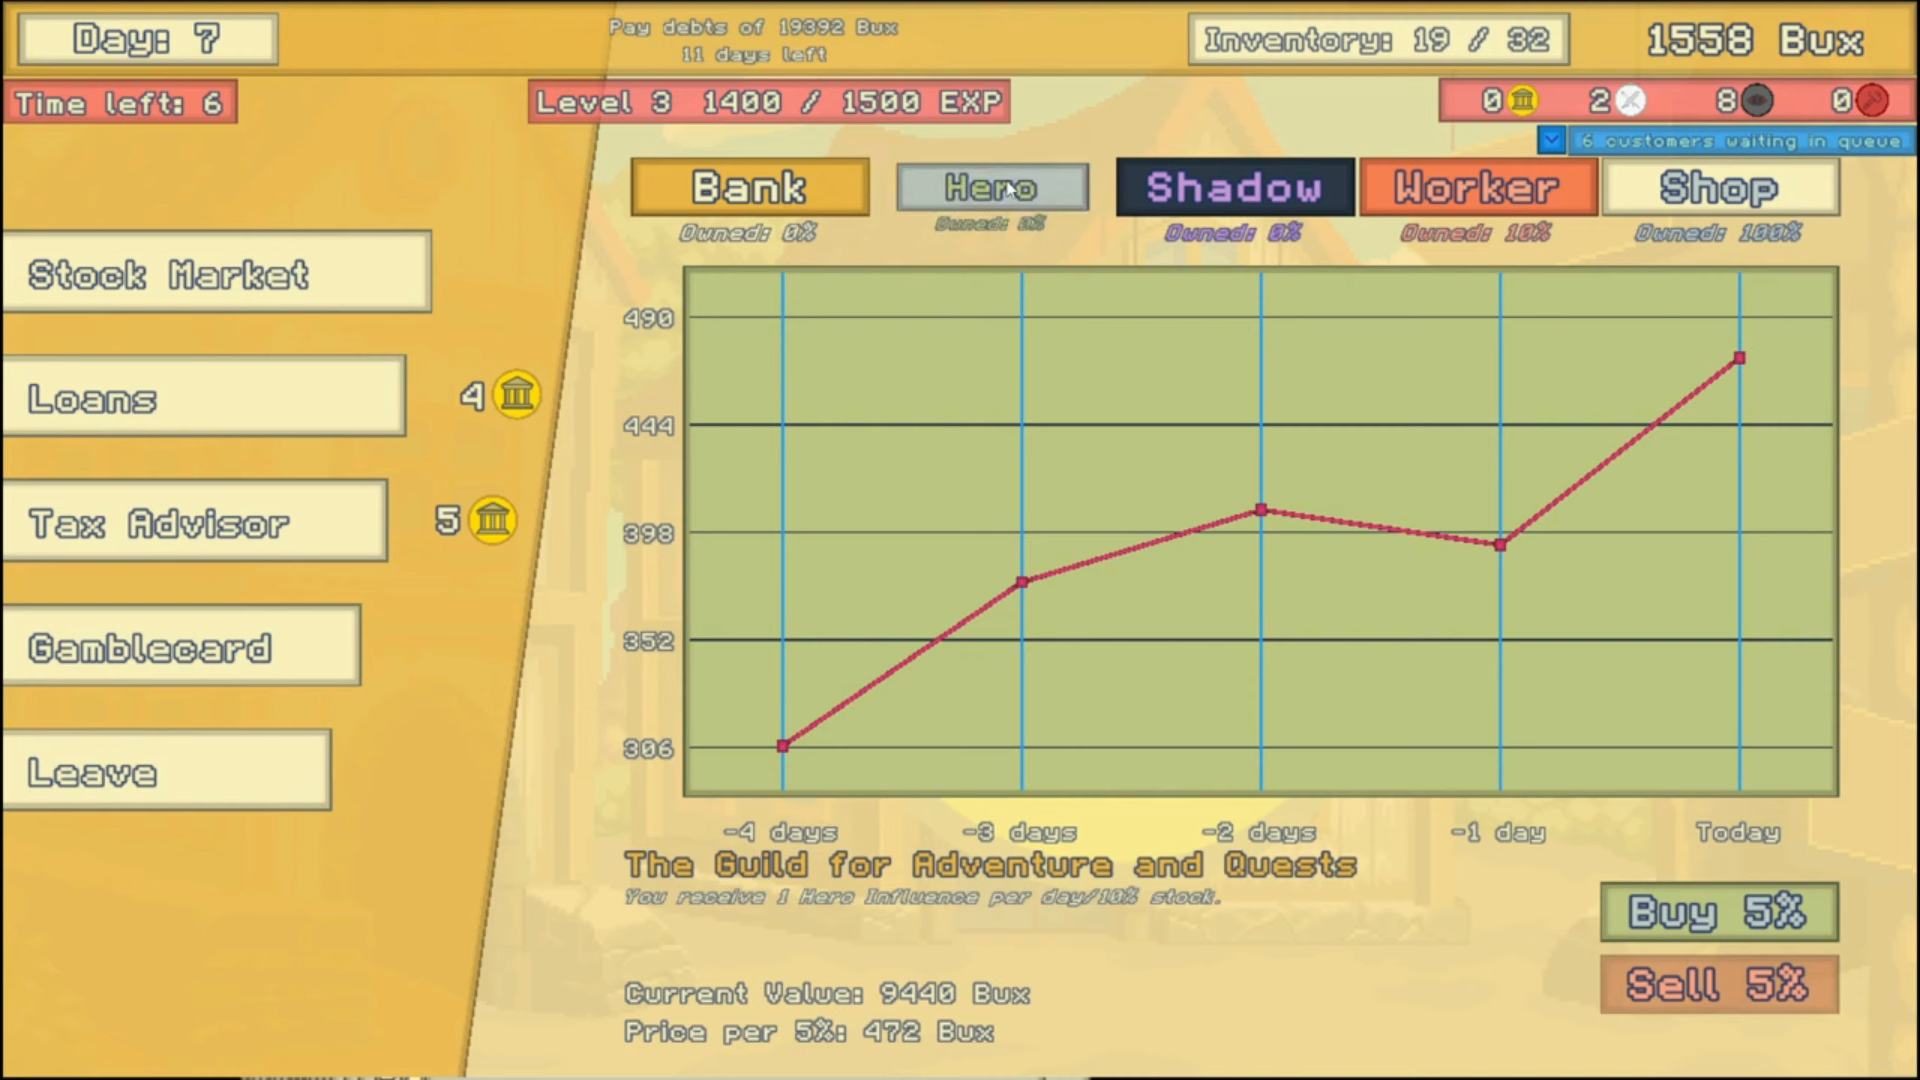 Day: 7
Pay debts of 19392 Bux
11 days left
Inventory: 19 / 32
1558 Bux
Time left: 6
Level 3 1400 / 1500 EXP
0 2 8 0
6 customers waiting in queue
Bank
Hero
Shadow
Worker
Shop
Owned: 0%
Owned: 0%
Owned: 0%
Owned: 10%
Owned: 100%
Stock Market
Loans
4
Tax Advisor
5
Gamblecard
Leave
490
444
398
352
306
-4 days
-3 days
-2 days
-1 day
Today
The Guild for Adventure and Quests
You receive 1 Hero Influence per day/10% stock.
Buy 5%
Sell 5%
Current Value: 9440 Bux
Price per 5%: 472 Bux